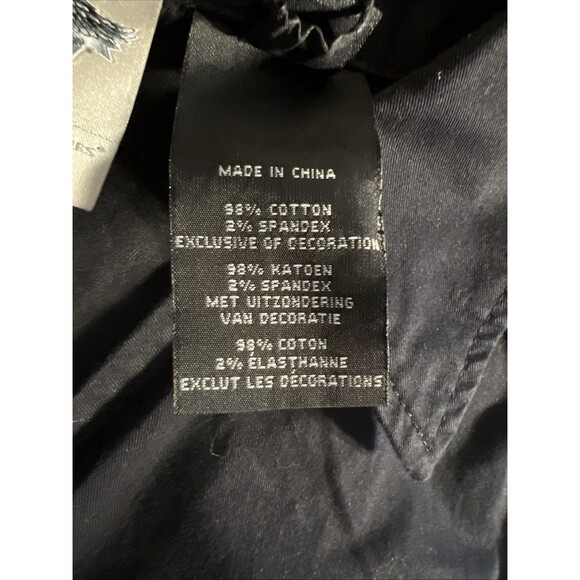 MADE IN CHINA
98% COTTON
2% SPANDEX
EXCLUSIVE OF DECORATION
98% KATOEN
2% SPANDEX
MET UITZONDERING
VAN DECORATIE
98% COTON
2% ÉLASTHANNE
EXCLUT LES DÉCORATIONS